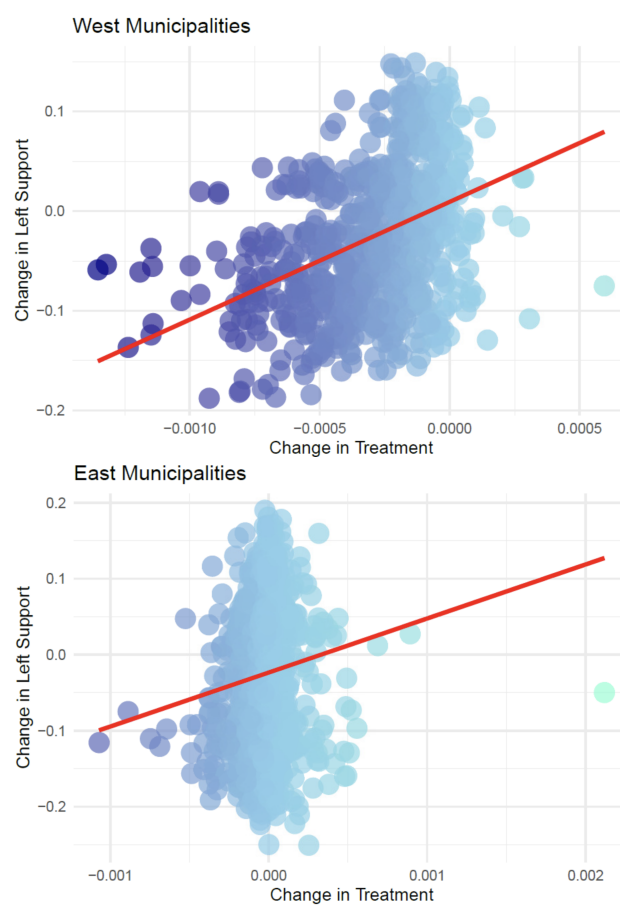 West Municipalities
0.1
0.0
−0.1
−0.2
Change in Left Support
−0.0010 −0.0005 0.0000 0.0005
Change in Treatment
East Municipalities
0.2
0.1
0.0
−0.1
−0.2
Change in Left Support
−0.001 0.000 0.001 0.002
Change in Treatment